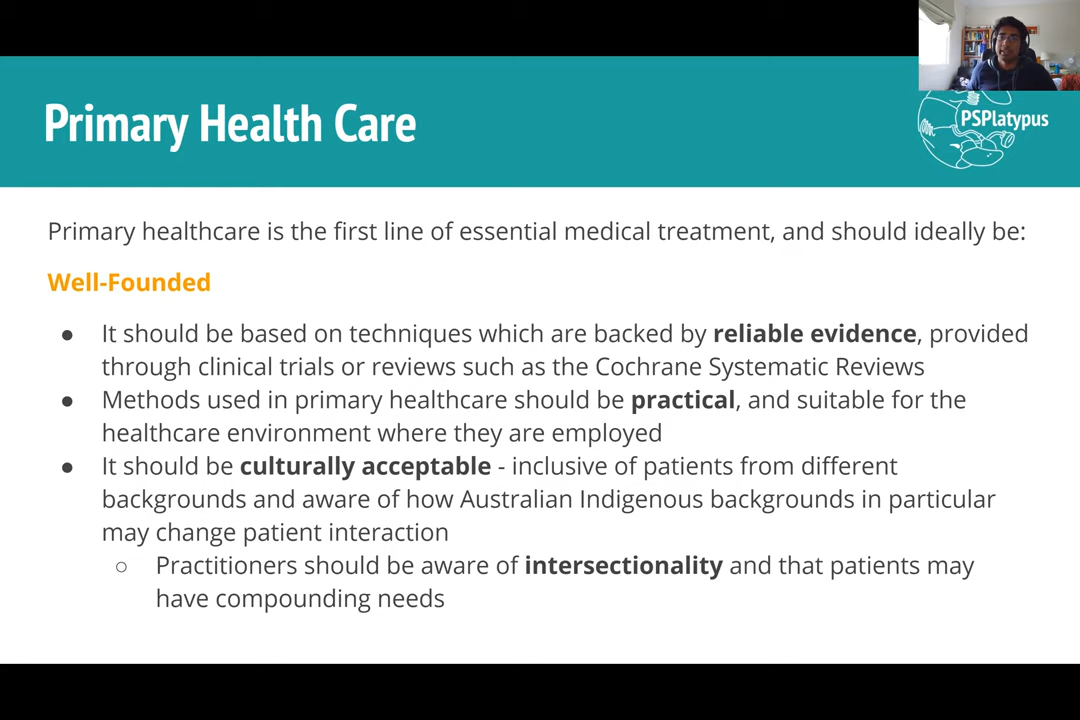 Primary Health Care
PSPlatypus
Primary healthcare is the first line of essential medical treatment, and should ideally be:
Well-Founded
● It should be based on techniques which are backed by reliable evidence, provided
through clinical trials or reviews such as the Cochrane Systematic Reviews
● Methods used in primary healthcare should be practical, and suitable for the
healthcare environment where they are employed
● It should be culturally acceptable - inclusive of patients from different
backgrounds and aware of how Australian Indigenous backgrounds in particular
may change patient interaction
○ Practitioners should be aware of intersectionality and that patients may
have compounding needs